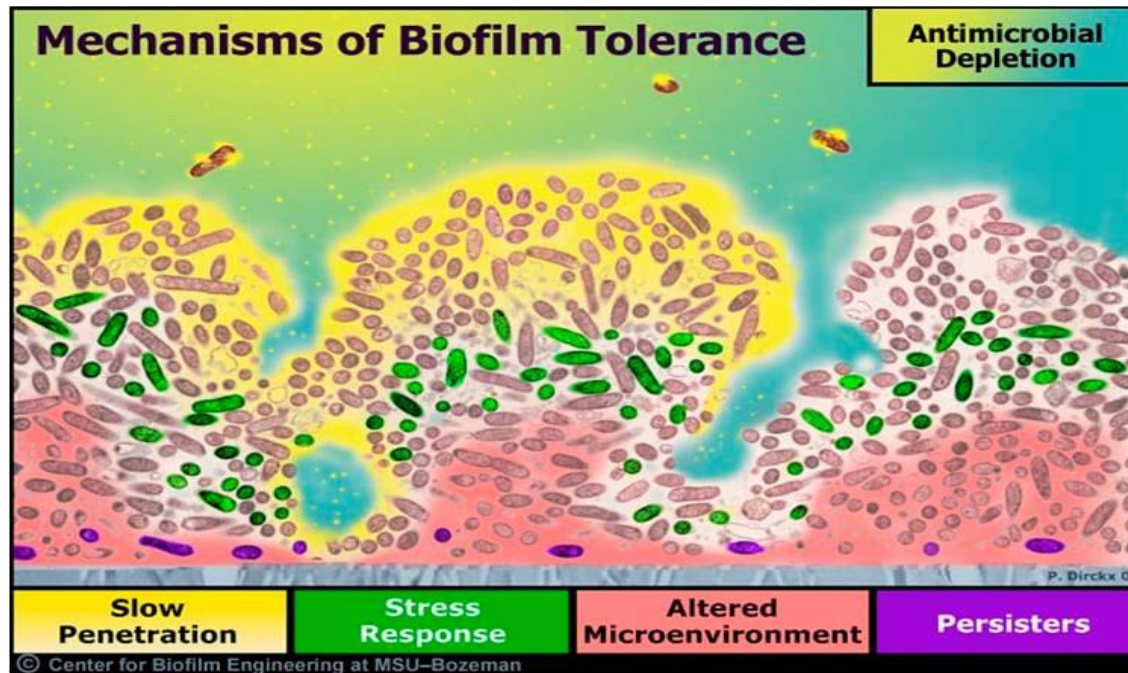 Mechanisms of Biofilm Tolerance
Antimicrobial
Depletion
P. Dirckx
Slow
Penetration
Stress
Response
Altered
Microenvironment
Persisters
© Center for Biofilm Engineering at MSU–Bozeman